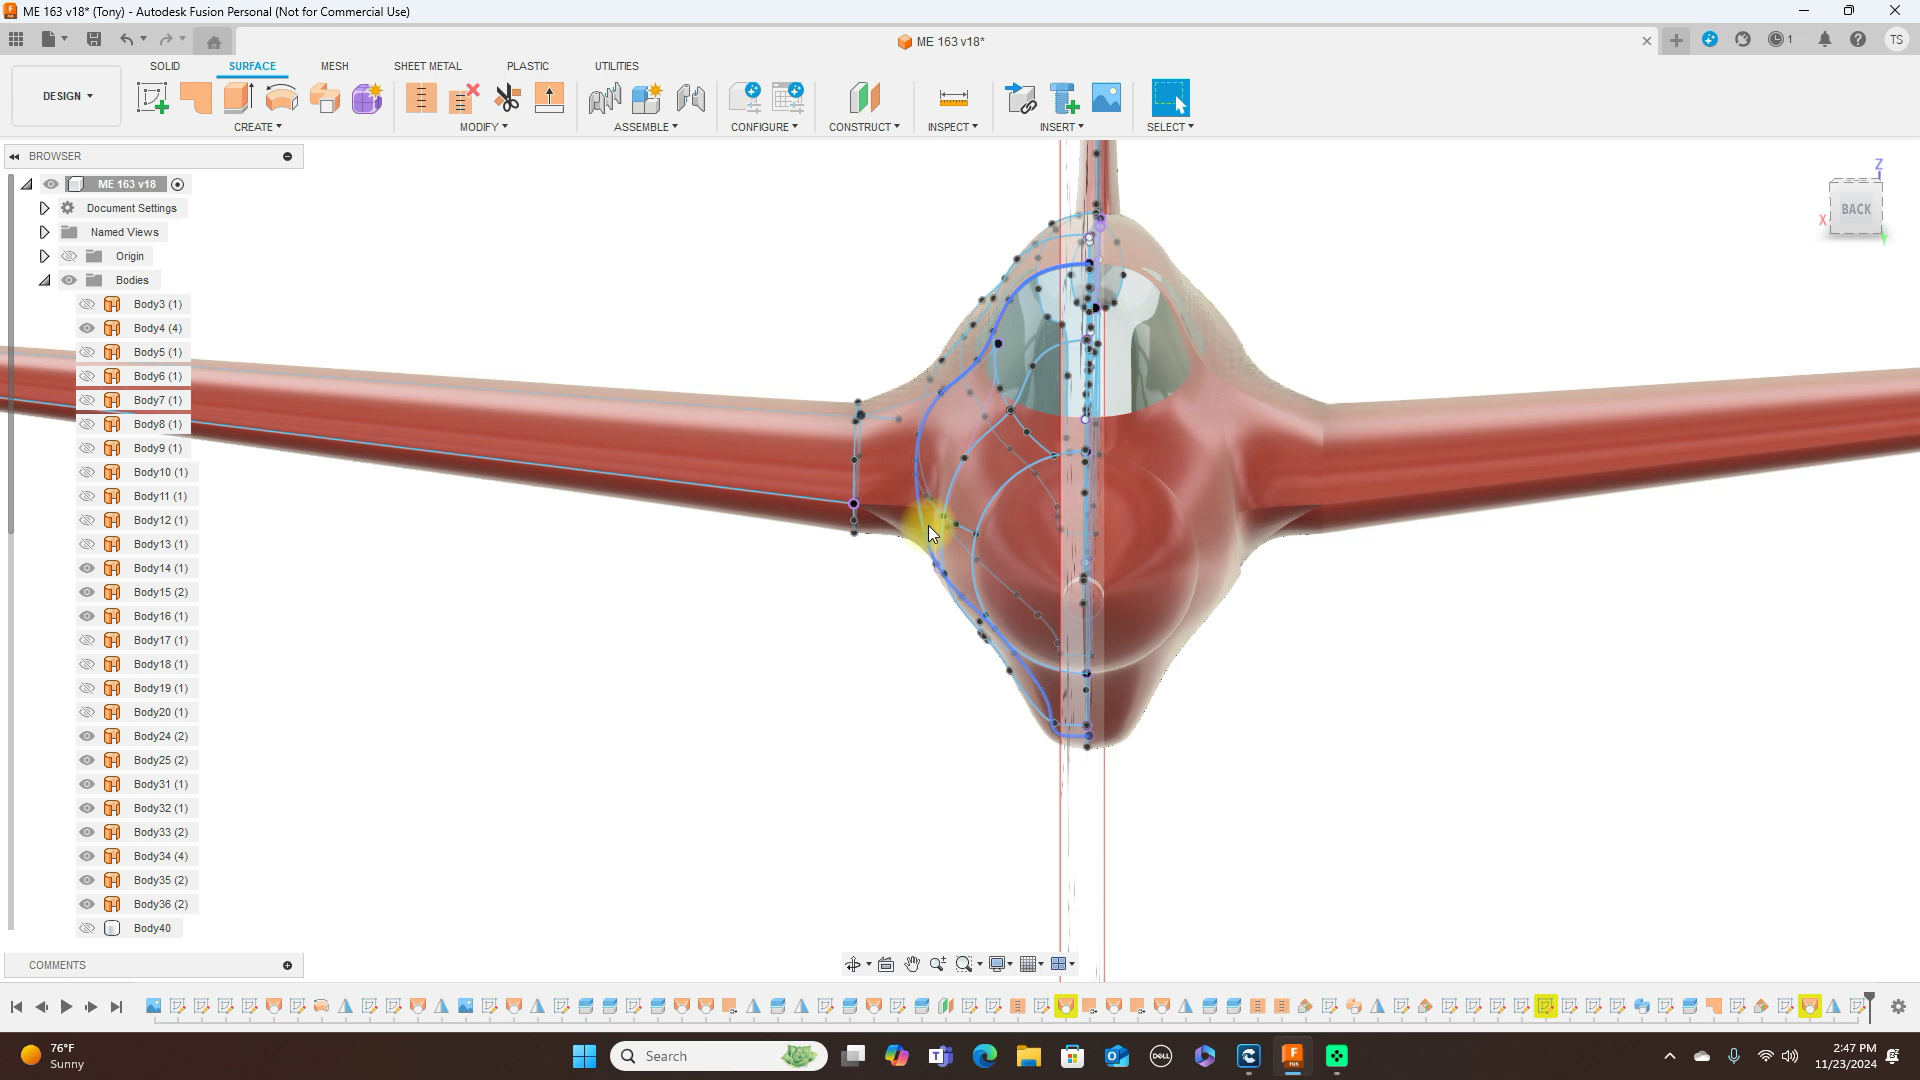 ME 163 v18* (Tony) - Autodesk Fusion Personal (Not for Commercial Use)
ME 163 v18*
1
TS
SOLID
SURFACE
MESH
SHEET METAL
PLASTIC
UTILITIES
DESIGN
CREATE
MODIFY
ASSEMBLE
CONFIGURE
CONSTRUCT
INSPECT
INSERT
SELECT
BROWSER
ME 163 v18
Document Settings
Named Views
Origin
Bodies
Body3 (1)
Body4 (4)
Body5 (1)
Body6 (1)
Body7 (1)
Body8 (1)
Body9 (1)
Body10 (1)
Body11 (1)
Body12 (1)
Body13 (1)
Body14 (1)
Body15 (2)
Body16 (1)
Body17 (1)
Body18 (1)
Body19 (1)
Body20 (1)
Body24 (2)
Body25 (2)
Body31 (1)
Body32 (1)
Body33 (2)
Body34 (4)
Body35 (2)
Body36 (2)
Body40
Z
BACK
X
Y
COMMENTS
76°F
Sunny
Search
DELL
F
FUS
2:47 PM
11/23/2024